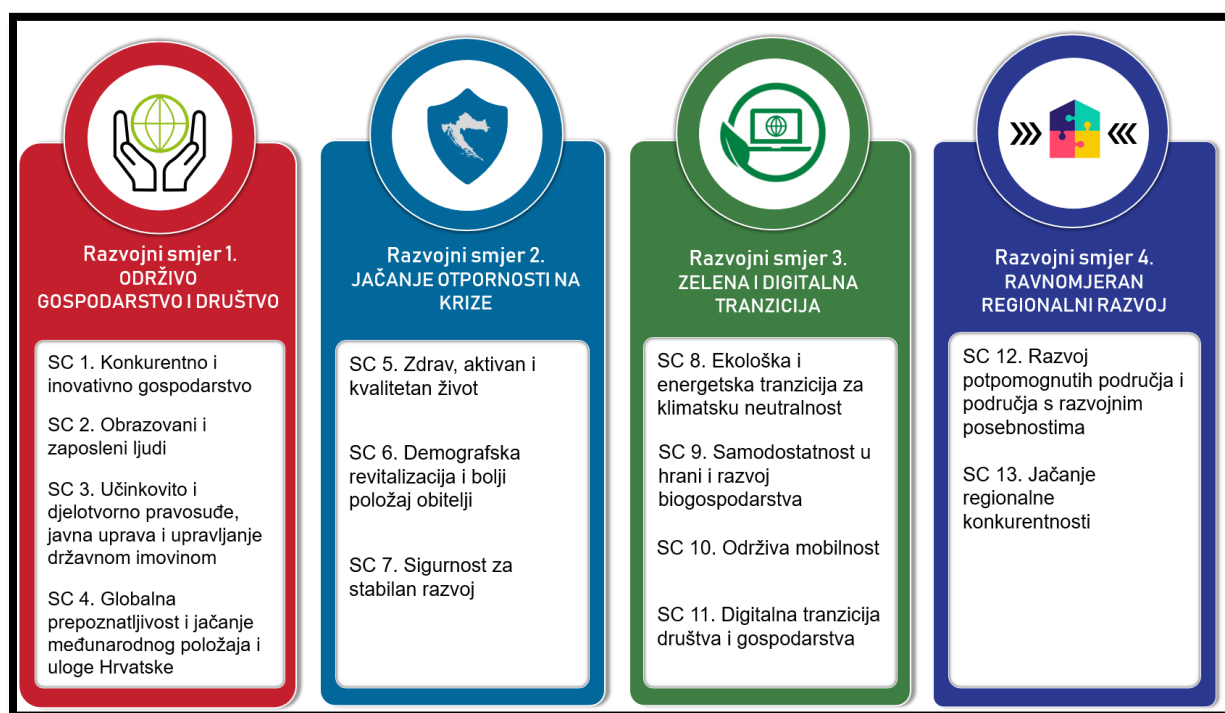 Razvojni smjer 1.
ODRŽIVO
GOSPODARSTVO I DRUŠTVO
SC 1. Konkurentno i
inovativno gospodarstvo
SC 2. Obrazovani i
zaposleni ljudi
SC 3. Učinkovito i
djelotvorno pravosuđe,
javna uprava i upravljanje
državnom imovinom
SC 4. Globalna
prepoznatljivost i jačanje
međunarodnog položaja i
uloge Hrvatske
Razvojni smjer 2.
JAČANJE OTPORNOSTI NA
KRIZE
SC 5. Zdrav, aktivan i
kvalitetan život
SC 6. Demografska
revitalizacija i bolji
položaj obitelji
SC 7. Sigurnost za
stabilan razvoj
Razvojni smjer 3.
ZELENA I DIGITALNA
TRANZICIJA
SC 8. Ekološka i
energetska tranzicija za
klimatsku neutralnost
SC 9. Samodostatnost u
hrani i razvoj
biogospodarstva
SC 10. Održiva mobilnost
SC 11. Digitalna tranzicija
društva i gospodarstva
Razvojni smjer 4.
RAVNOMJERAN
REGIONALNI RAZVOJ
SC 12. Razvoj
potpomognutih područja i
područja s razvojnim
posebnostima
SC 13. Jačanje
regionalne
konkurentnosti